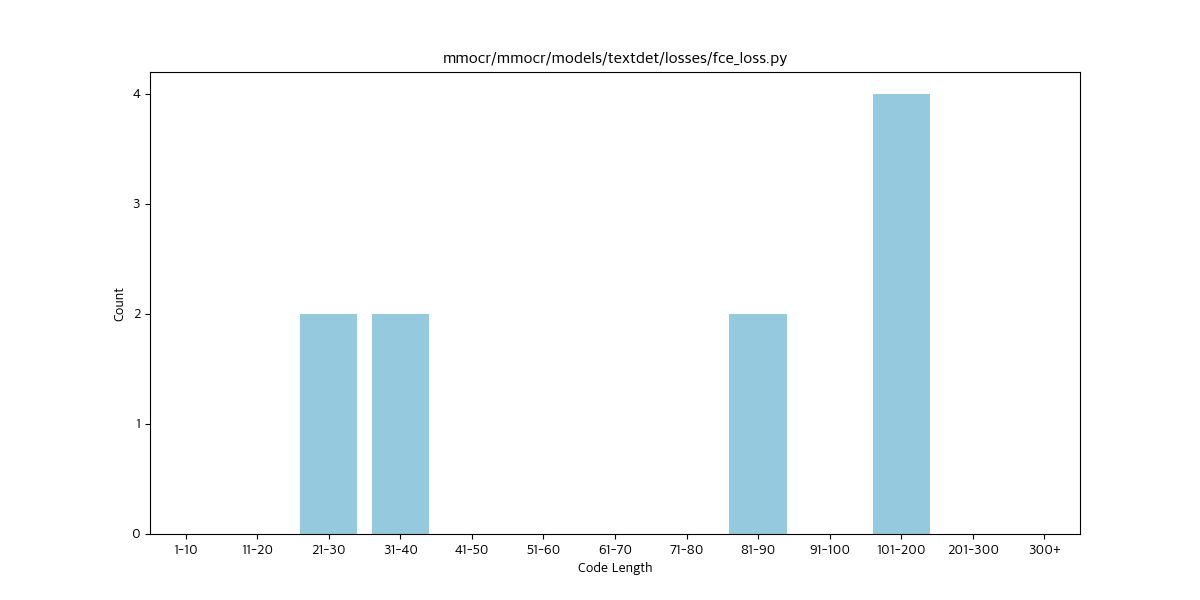 mmocr/mmocr/models/textdet/losses/fce_loss.py
4
3
2
1
0
Count
1-10 11-20 21-30 31-40 41-50 51-60 61-70 71-80 81-90 91-100 101-200 201-300 300+
Code Length